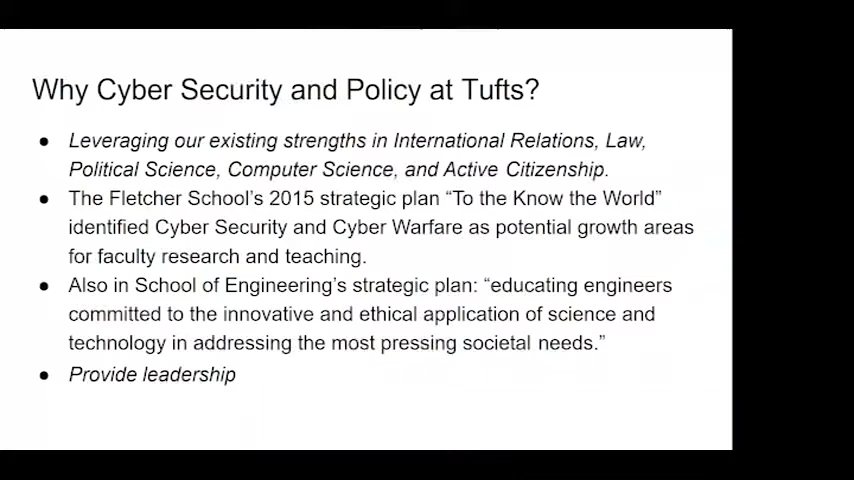 Why Cyber Security and Policy at Tufts?
● Leveraging our existing strengths in International Relations, Law,
Political Science, Computer Science, and Active Citizenship.
● The Fletcher School’s 2015 strategic plan “To the Know the World”
identified Cyber Security and Cyber Warfare as potential growth areas
for faculty research and teaching.
● Also in School of Engineering’s strategic plan: “educating engineers
committed to the innovative and ethical application of science and
technology in addressing the most pressing societal needs.”
● Provide leadership